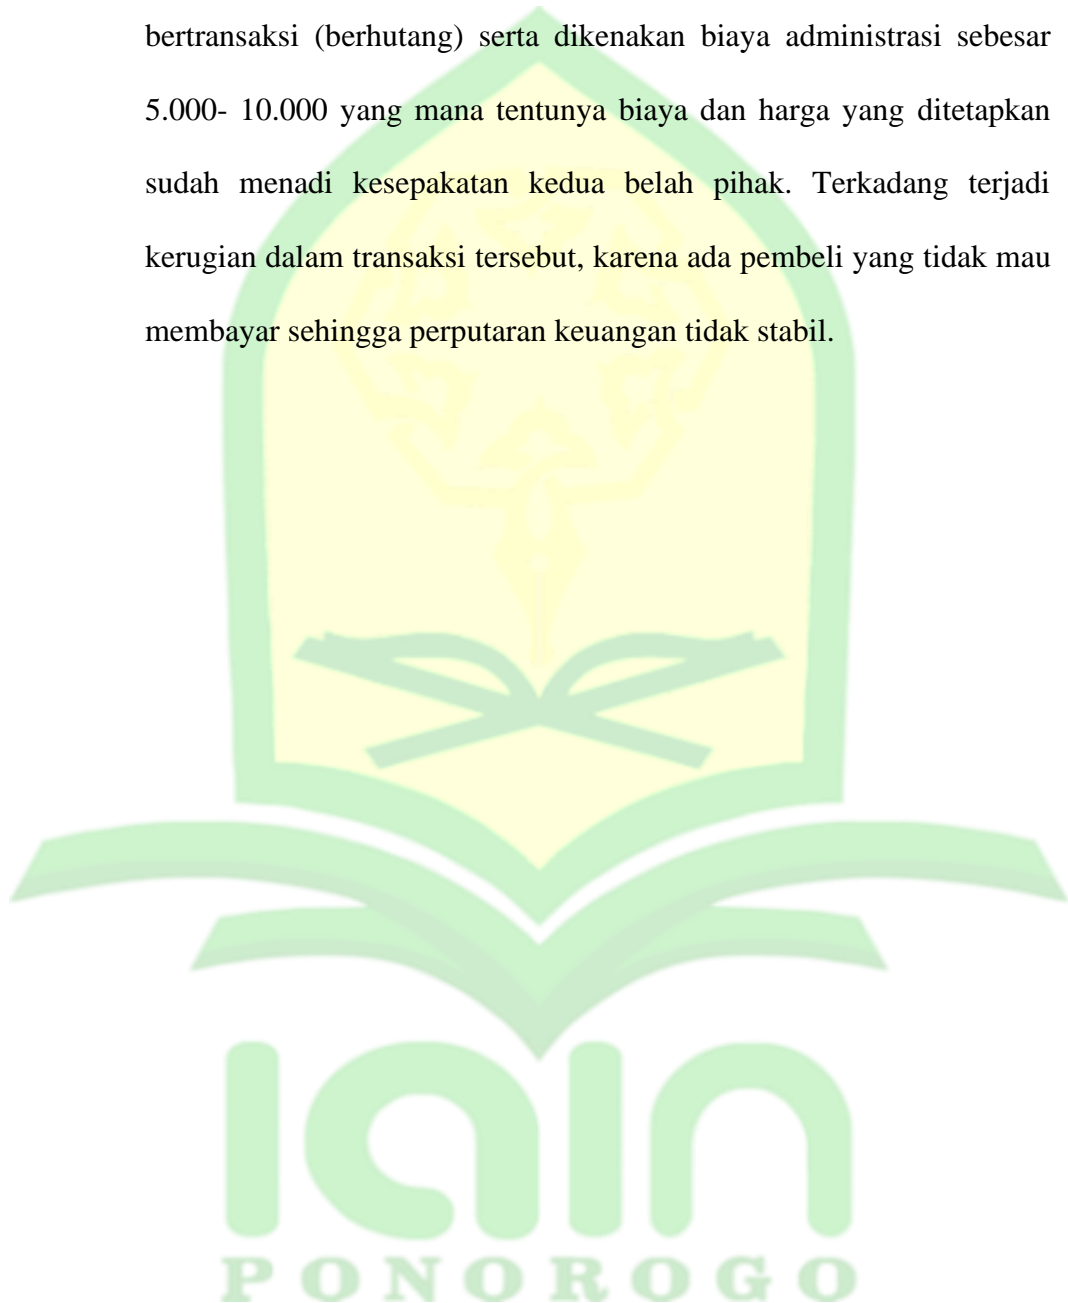 bertransaksi (berhutang) serta dikenakan biaya administrasi sebesar
5.000- 10.000 yang mana tentunya biaya dan harga yang ditetapkan
sudah menadi kesepakatan kedua belah pihak. Terkadang terjadi
kerugian dalam transaksi tersebut, karena ada pembeli yang tidak mau
membayar sehingga perputaran keuangan tidak stabil.
iain
PONOROGO